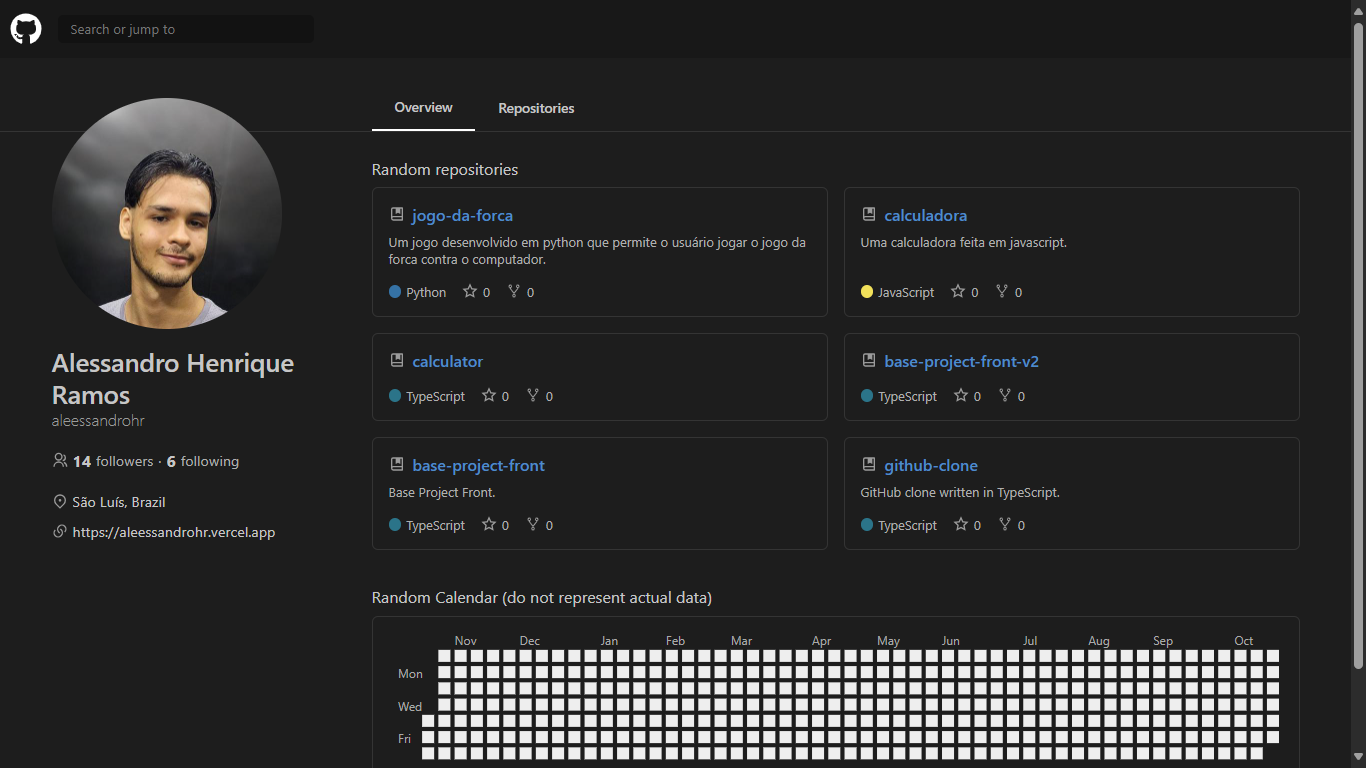 Search or jump to
Overview
Repositories
Alessandro Henrique
Ramos
aleessandrohr
14 followers · 6 following
São Luís, Brazil
https://aleessandrohr.vercel.app
Random repositories
jogo-da-forca
Um jogo desenvolvido em python que permite o usuário jogar o jogo da
forca contra o computador.
Python 0 0
calculadora
Uma calculadora feita em javascript.
JavaScript 0 0
calculator
TypeScript 0 0
base-project-front-v2
TypeScript 0 0
base-project-front
Base Project Front.
TypeScript 0 0
github-clone
GitHub clone written in TypeScript.
TypeScript 0 0
Random Calendar (do not represent actual data)
Nov Dec Jan Feb Mar Apr May Jun Jul Aug Sep Oct
Mon
Wed
Fri